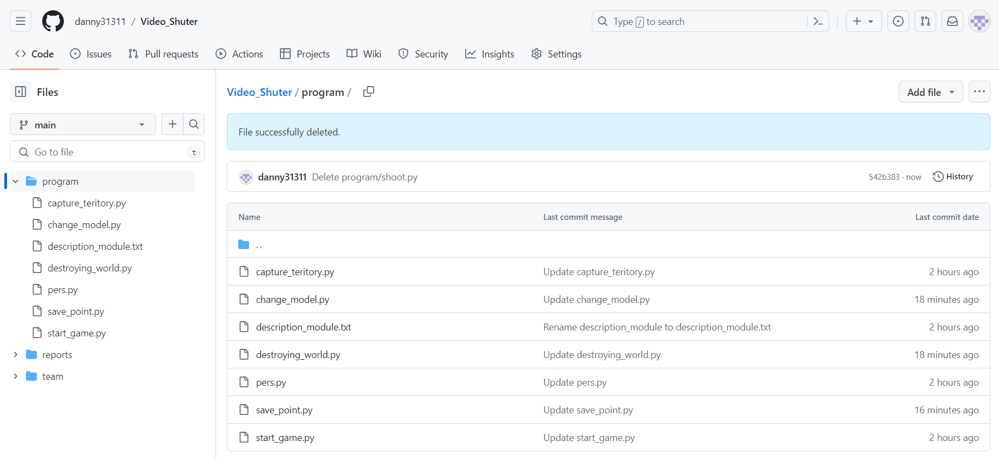 danny31311 / Video_Shuter
Type / to search
Code Issues Pull requests Actions Projects Wiki Security Insights Settings
Files
main
Go to file t
program
capture_teritory.py
change_model.py
description_module.txt
destroying_world.py
pers.py
save_point.py
start_game.py
reports
team
Video_Shuter / program /
Add file
File successfully deleted.
danny31311 Delete program/shoot.py 542b383 · now History
Name Last commit message Last commit date
..
capture_teritory.py Update capture_teritory.py 2 hours ago
change_model.py Update change_model.py 18 minutes ago
description_module.txt Rename description_module to description_module.txt 2 hours ago
destroying_world.py Update destroying_world.py 18 minutes ago
pers.py Update pers.py 2 hours ago
save_point.py Update save_point.py 16 minutes ago
start_game.py Update start_game.py 2 hours ago